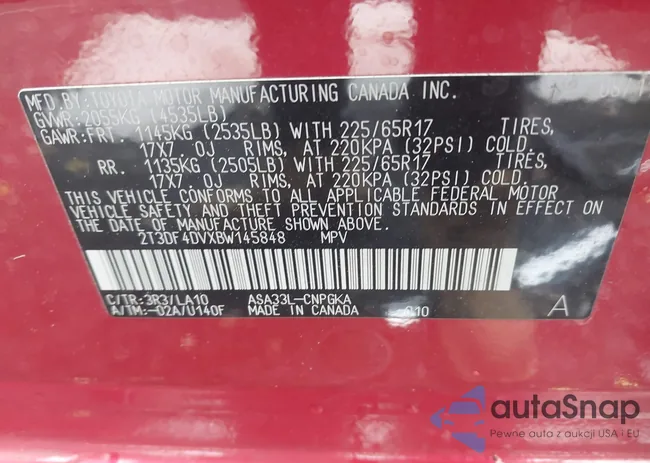 MFD.BY:TOYOTA MOTOR MANUFACTURING CANADA INC.
GVWR:2055KG (4535LB)
GAWR:FRT. 1145KG (2535LB) WITH 225/65R17 TIRES,
17X7.0J RIMS, AT 220KPA (32PSI) COLD.
RR. 1135KG (2505LB) WITH 225/65R17 TIRES,
17X7.0J RIMS, AT 220KPA (32PSI) COLD.
THIS VEHICLE CONFORMS TO ALL APPLICABLE FEDERAL MOTOR
VEHICLE SAFETY AND THEFT PREVENTION STANDARDS IN EFFECT ON
THE DATE OF MANUFACTURE SHOWN ABOVE.
2T3DF4DVXBW145848 MPV
C/TR:3R3/LA10 ASA33L-CNPGKA
A/TM:-02A/U140F MADE IN CANADA
A
autaSnap
Pewne auta z aukcji USA i EU